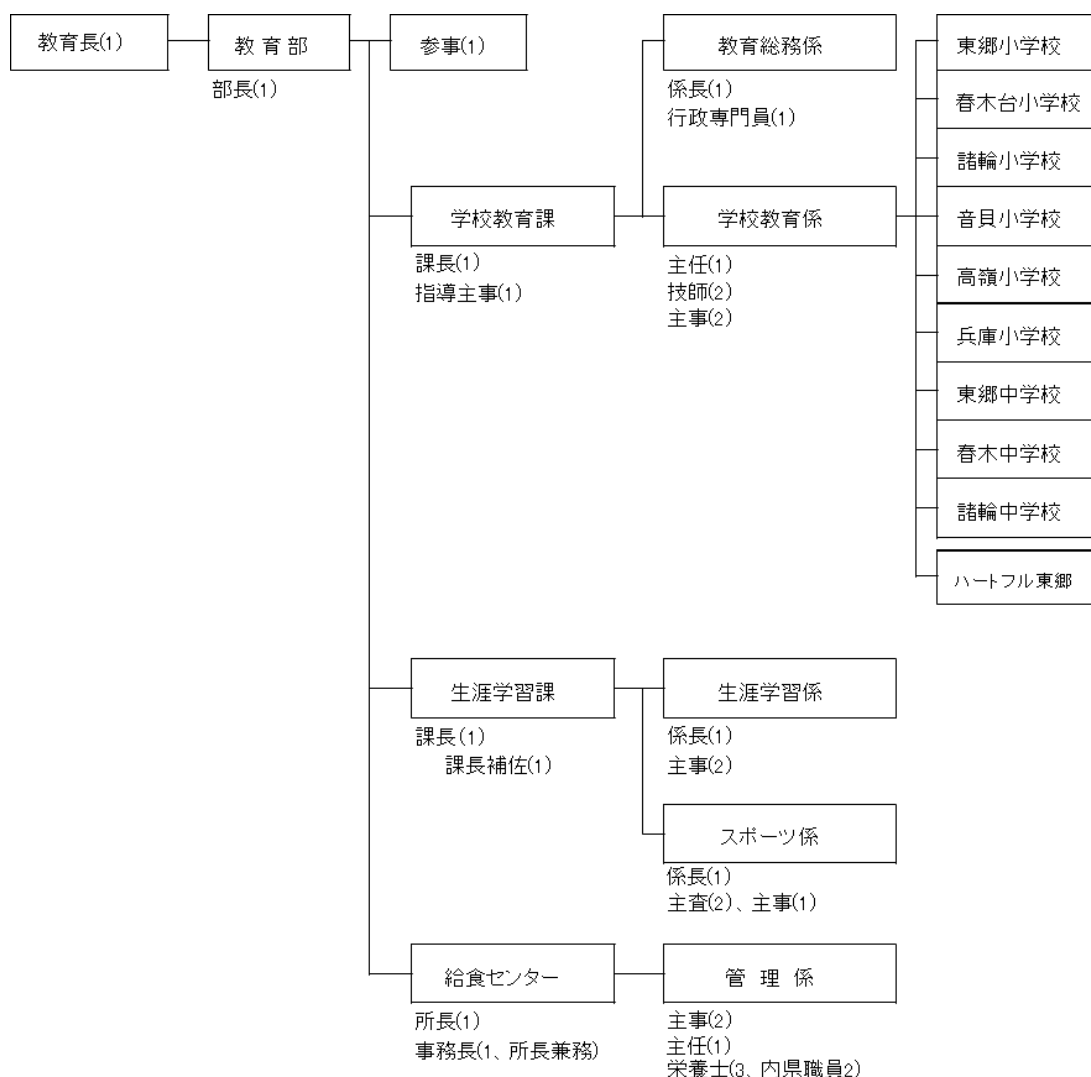 教育長(1)
教育部
部長(1)
参事(1)
学校教育課
課長(1)
指導主事(1)
教育総務係
係長(1)
行政専門員(1)
学校教育係
主任(1)
技師(2)
主事(2)
東郷小学校
春木台小学校
諸輪小学校
音貝小学校
高嶺小学校
兵庫小学校
東郷中学校
春木中学校
諸輪中学校
ハートフル東郷
生涯学習課
課長(1)
課長補佐(1)
生涯学習係
係長(1)
主事(2)
スポーツ係
係長(1)
主査(2)、主事(1)
給食センター
所長(1)
事務長(1、所長兼務)
管理係
主事(2)
主任(1)
栄養士(3、内県職員2)